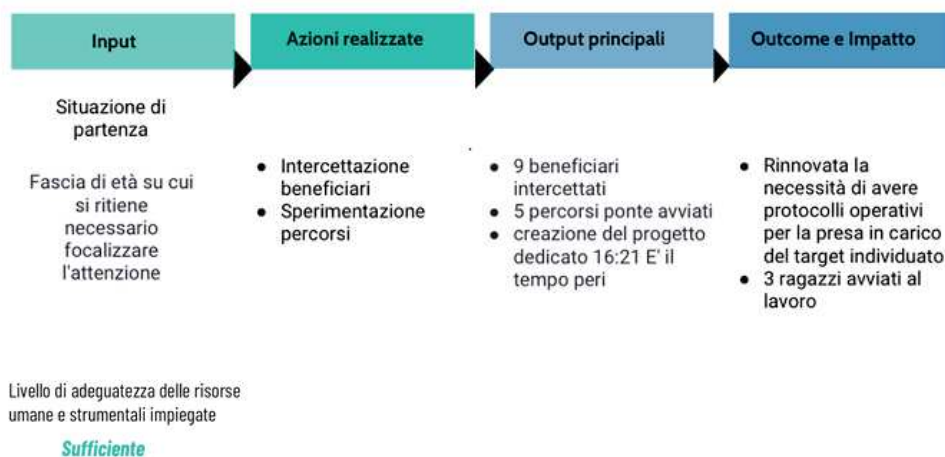 Input
Azioni realizzate
Output principali
Outcome e Impatto
Situazione di
partenza
Fascia di età su cui
si ritiene
necessario
focalizzare
l'attenzione
● Intercettazione
beneficiari
● Sperimentazione
percorsi
● 9 beneficiari
intercettati
● 5 percorsi ponte avviati
● creazione del progetto
dedicato 16:21 E' il
tempo peri
● Rinnovata la
necessità di avere
protocolli operativi
per la presa in carico
del target individuato
● 3 ragazzi avviati al
lavoro
Livello di adeguatezza delle risorse
umane e strumentali impiegate
Sufficiente